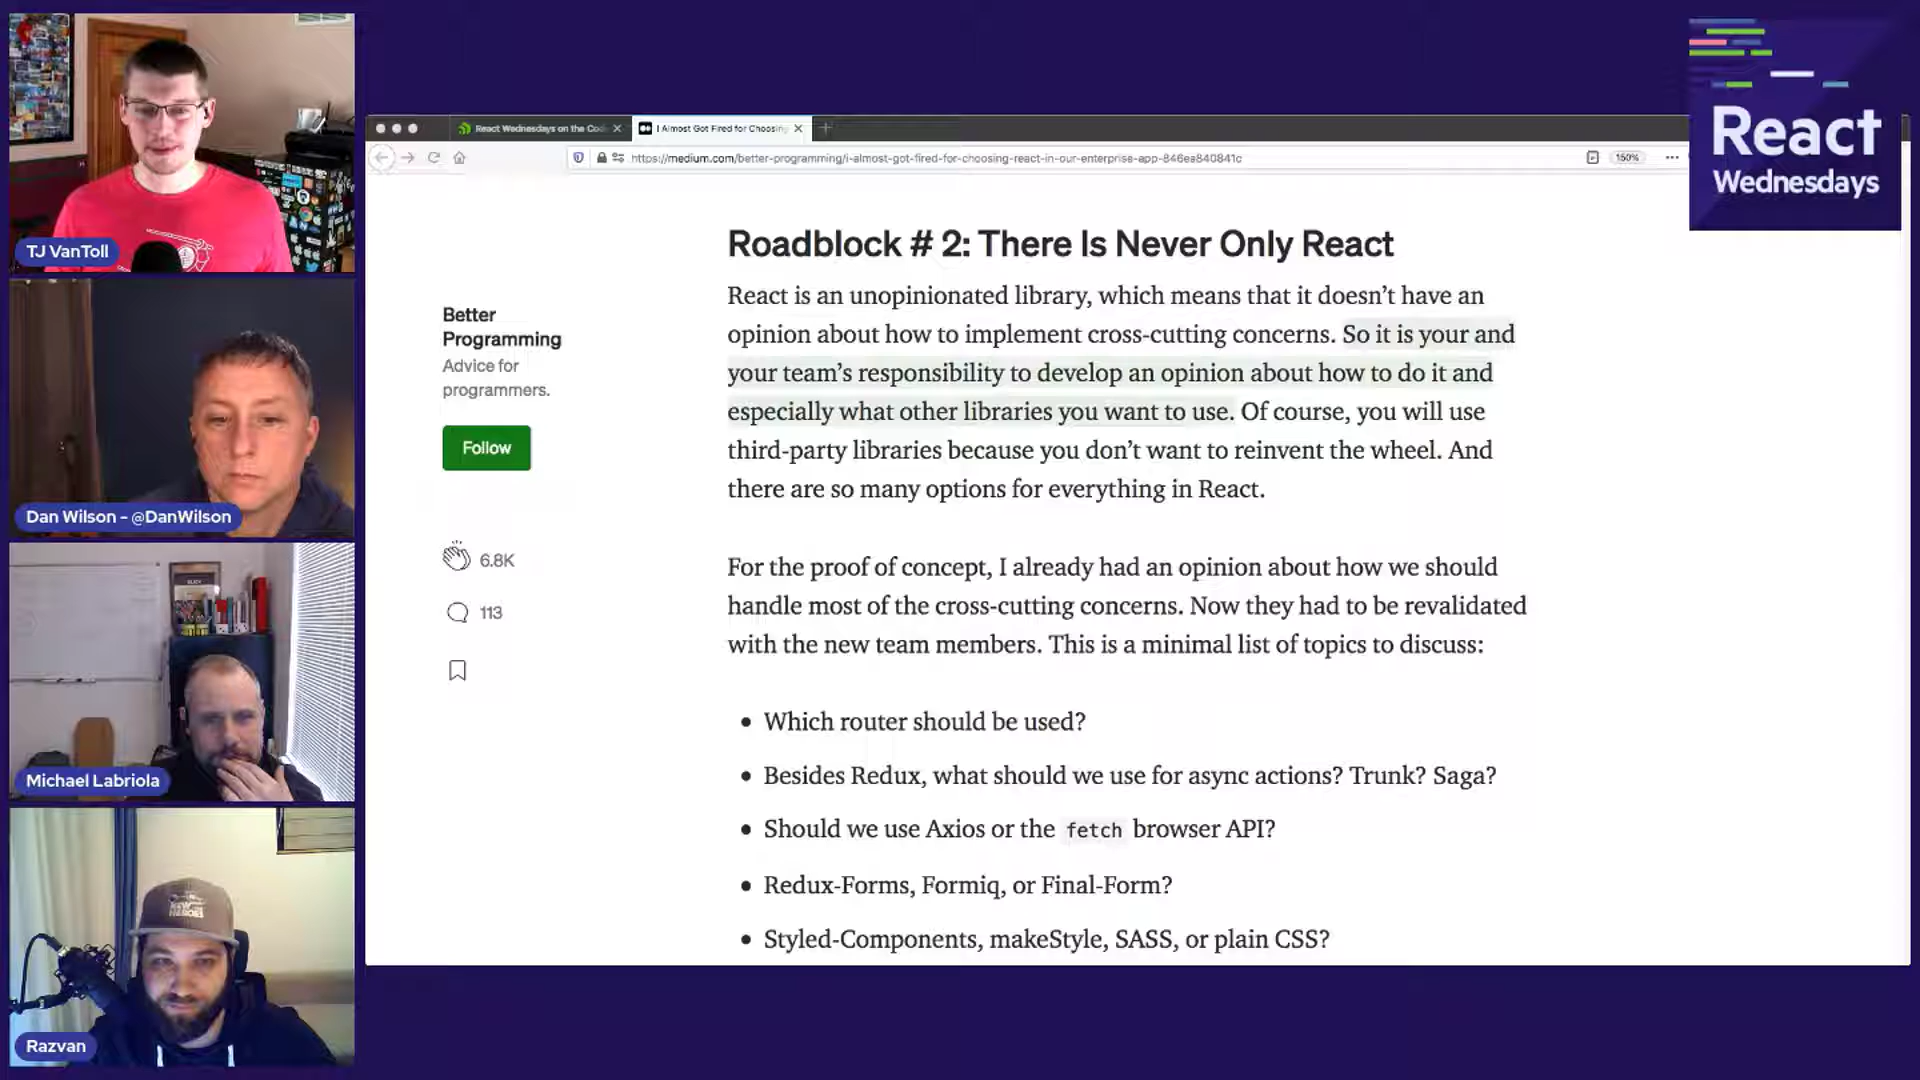 TJ VanToll
Dan Wilson - @DanWilson
Michael Labriola
Razvan
React Wednesdays on the Cod
I Almost Got Fired for Choosing
https://medium.com/better-programming/i-almost-got-fired-for-choosing-react-in-our-enterprise-app-846ea840841c
150%
React
Wednesdays
Better
Programming
Advice for
programmers.
Follow
6.8K
113
Roadblock # 2: There Is Never Only React
React is an unopinionated library, which means that it doesn’t have an
opinion about how to implement cross-cutting concerns. So it is your and
your team’s responsibility to develop an opinion about how to do it and
especially what other libraries you want to use. Of course, you will use
third-party libraries because you don’t want to reinvent the wheel. And
there are so many options for everything in React.
For the proof of concept, I already had an opinion about how we should
handle most of the cross-cutting concerns. Now they had to be revalidated
with the new team members. This is a minimal list of topics to discuss:
• Which router should be used?
• Besides Redux, what should we use for async actions? Trunk? Saga?
• Should we use Axios or the fetch browser API?
• Redux-Forms, Formiq, or Final-Form?
• Styled-Components, makeStyle, SASS, or plain CSS?